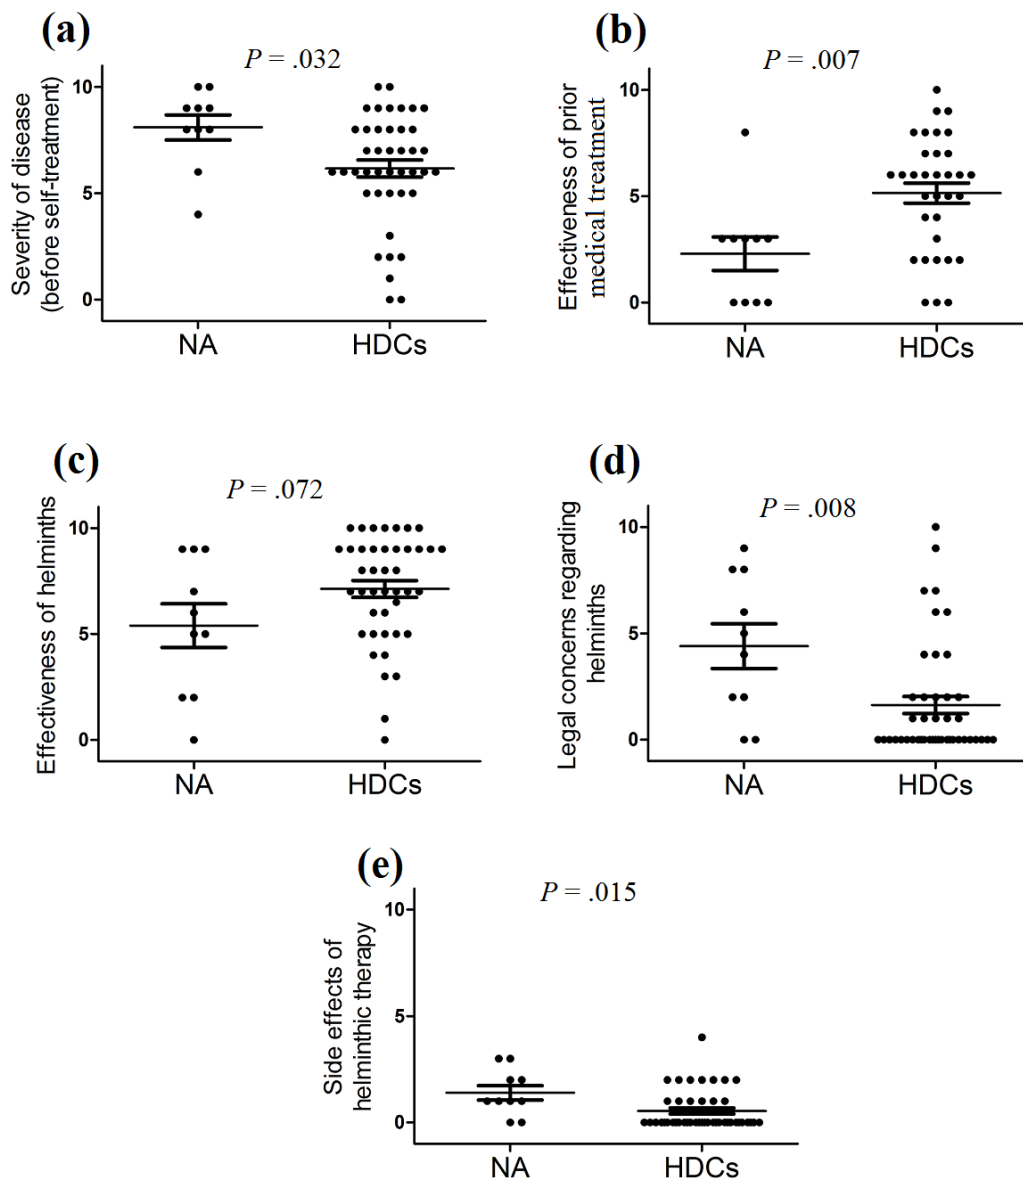 (a)
P = .032
Severity of disease
(before self-treatment)
10
5
0
NA HDCs
(b)
P = .007
Effectiveness of prior
medical treatment
10
5
0
NA HDCs
(c)
P = .072
Effectiveness of helminths
10
5
0
NA HDCs
(d)
P = .008
Legal concerns regarding
helminths
10
5
0
NA HDCs
(e)
P = .015
Side effects of
helminthic therapy
10
5
0
NA HDCs